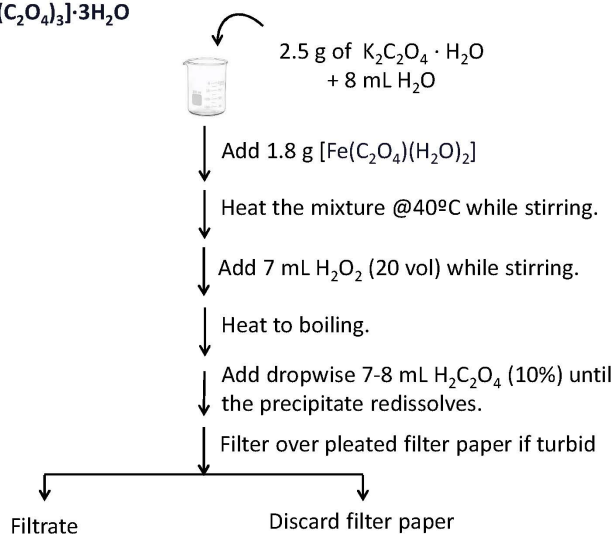 (C₂O₄)₃]·3H₂O
2.5 g of K₂C₂O₄ · H₂O
+ 8 mL H₂O
Add 1.8 g [Fe(C₂O₄)(H₂O)₂]
Heat the mixture @40ºC while stirring.
Add 7 mL H₂O₂ (20 vol) while stirring.
Heat to boiling.
Add dropwise 7-8 mL H₂C₂O₄ (10%) until
the precipitate redissolves.
Filter over pleated filter paper if turbid
Filtrate
Discard filter paper